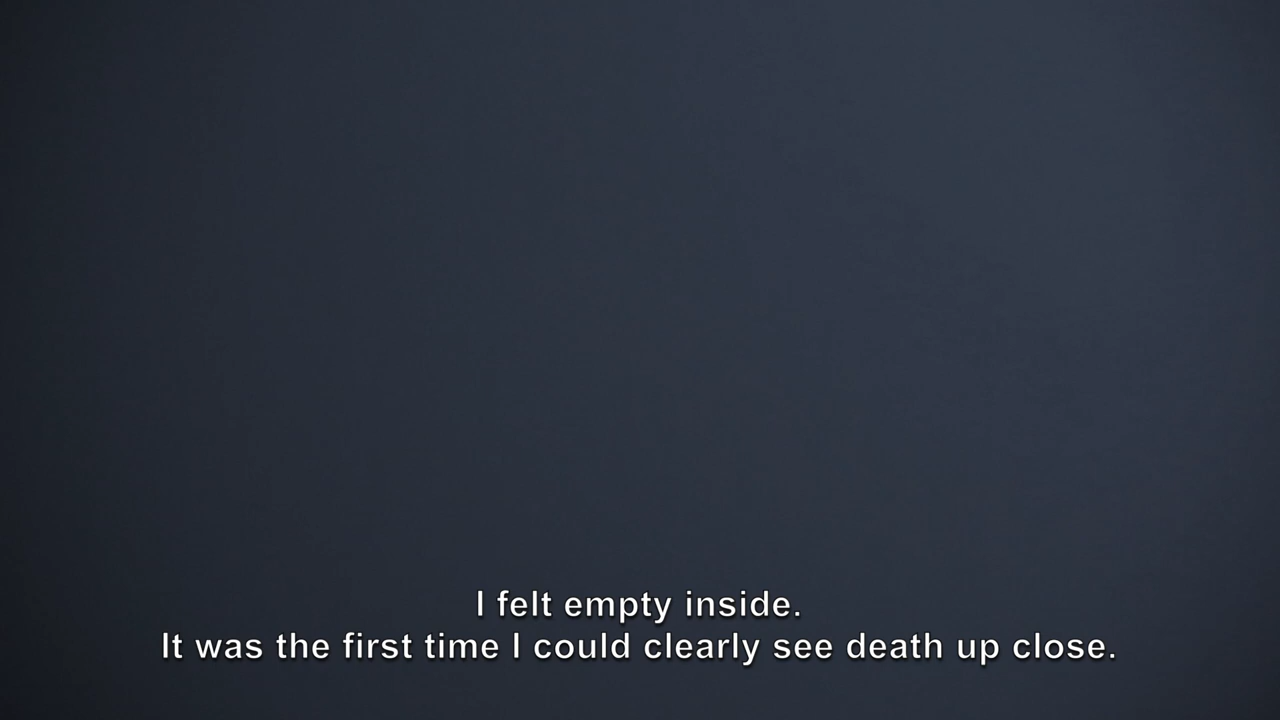 I felt empty inside.
It was the first time I could clearly see death up close.